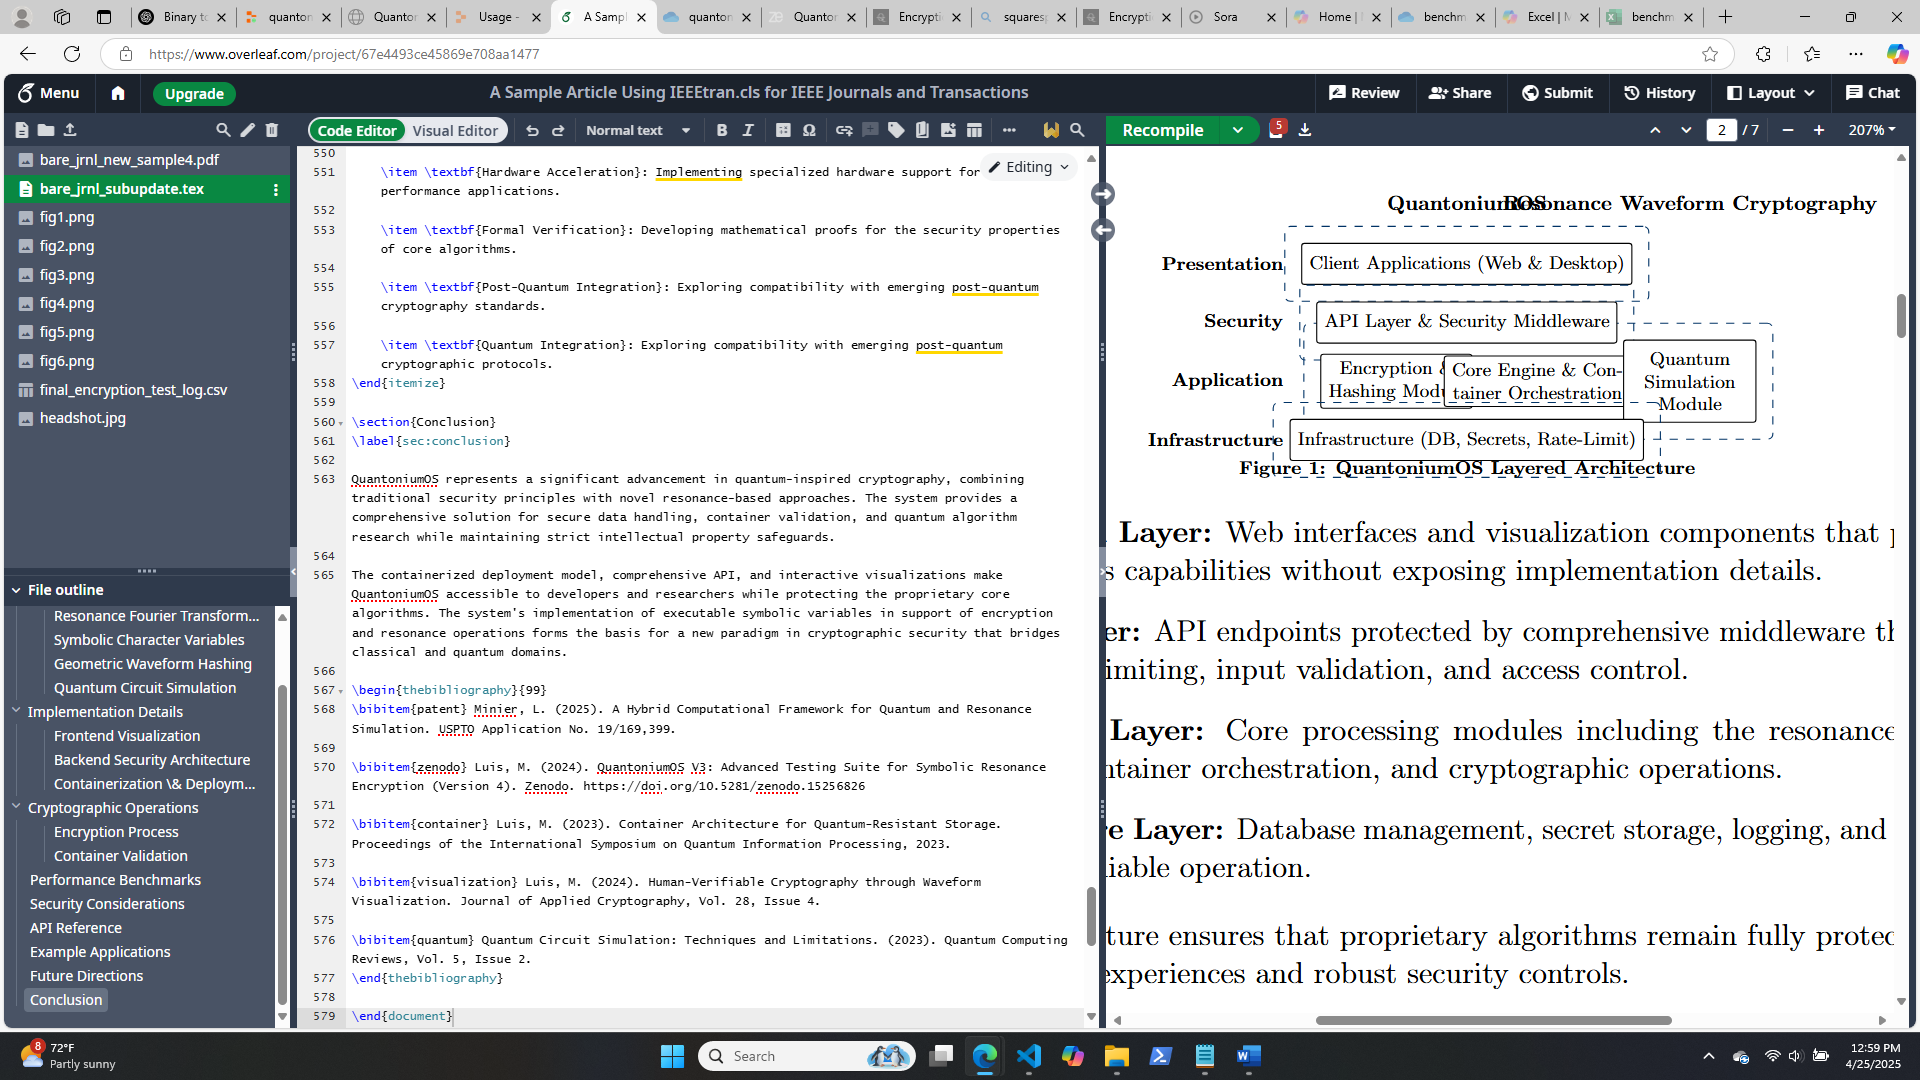 Binary to
quanton
Quantor
Usage -
A Sampl
quanton
Quantor
Encrypti
squaresp
Encrypti
Sora
Home |
benchm
Excel | M
benchm
https://www.overleaf.com/project/67e4493ce45869e708aa1477
Menu
Upgrade
A Sample Article Using IEEEtran.cls for IEEE Journals and Transactions
Review
Share
Submit
History
Layout
Chat
Code Editor
Visual Editor
Normal text
B I
Ω
Recompile
5
2 / 7
207%
bare_jrnl_new_sample4.pdf
bare_jrnl_subupdate.tex
fig1.png
fig2.png
fig3.png
fig4.png
fig5.png
fig6.png
final_encryption_test_log.csv
headshot.jpg
File outline
Resonance Fourier Transform...
Symbolic Character Variables
Geometric Waveform Hashing
Quantum Circuit Simulation
Implementation Details
Frontend Visualization
Backend Security Architecture
Containerization \& Deploym...
Cryptographic Operations
Encryption Process
Container Validation
Performance Benchmarks
Security Considerations
API Reference
Example Applications
Future Directions
Conclusion
Editing
550
551 \item \textbf{Hardware Acceleration}: Implementing specialized hardware support for
performance applications.
552
553 \item \textbf{Formal Verification}: Developing mathematical proofs for the security properties
of core algorithms.
554
555 \item \textbf{Post-Quantum Integration}: Exploring compatibility with emerging post-quantum
cryptography standards.
556
557 \item \textbf{Quantum Integration}: Exploring compatibility with emerging post-quantum
cryptographic protocols.
558 \end{itemize}
559
560 \section{Conclusion}
561 \label{sec:conclusion}
562
563 QuantoniumOS represents a significant advancement in quantum-inspired cryptography, combining
traditional security principles with novel resonance-based approaches. The system provides a
comprehensive solution for secure data handling, container validation, and quantum algorithm
research while maintaining strict intellectual property safeguards.
564
565 The containerized deployment model, comprehensive API, and interactive visualizations make
QuantoniumOS accessible to developers and researchers while protecting the proprietary core
algorithms. The system's implementation of executable symbolic variables in support of encryption
and resonance operations forms the basis for a new paradigm in cryptographic security that bridges
classical and quantum domains.
566
567 \begin{thebibliography}{99}
568 \bibitem{patent} Minier, L. (2025). A Hybrid Computational Framework for Quantum and Resonance
Simulation. USPTO Application No. 19/169,399.
569
570 \bibitem{zenodo} Luis, M. (2024). QuantoniumOS V3: Advanced Testing Suite for Symbolic Resonance
Encryption (Version 4). Zenodo. https://doi.org/10.5281/zenodo.15256826
571
572 \bibitem{container} Luis, M. (2023). Container Architecture for Quantum-Resistant Storage.
Proceedings of the International Symposium on Quantum Information Processing, 2023.
573
574 \bibitem{visualization} Luis, M. (2024). Human-Verifiable Cryptography through Waveform
Visualization. Journal of Applied Cryptography, Vol. 28, Issue 4.
575
576 \bibitem{quantum} Quantum Circuit Simulation: Techniques and Limitations. (2023). Quantum Computing
Reviews, Vol. 5, Issue 2.
577 \end{thebibliography}
578
579 \end{document}
QuantoniumOS
Resonance Waveform Cryptography
Presentation
Client Applications (Web & Desktop)
Security
API Layer & Security Middleware
Application
Encryption &
Hashing Modu
Core Engine & Con-
tainer Orchestration
Quantum
Simulation
Module
Infrastructure
Infrastructure (DB, Secrets, Rate-Limit)
Figure 1: QuantoniumOS Layered Architecture
Layer: Web interfaces and visualization components that p
s capabilities without exposing implementation details.
er: API endpoints protected by comprehensive middleware th
imiting, input validation, and access control.
Layer: Core processing modules including the resonance
ntainer orchestration, and cryptographic operations.
re Layer: Database management, secret storage, logging, and
liable operation.
ture ensures that proprietary algorithms remain fully protec
experiences and robust security controls.
8
72°F
Partly sunny
Search
12:59 PM
4/25/2025